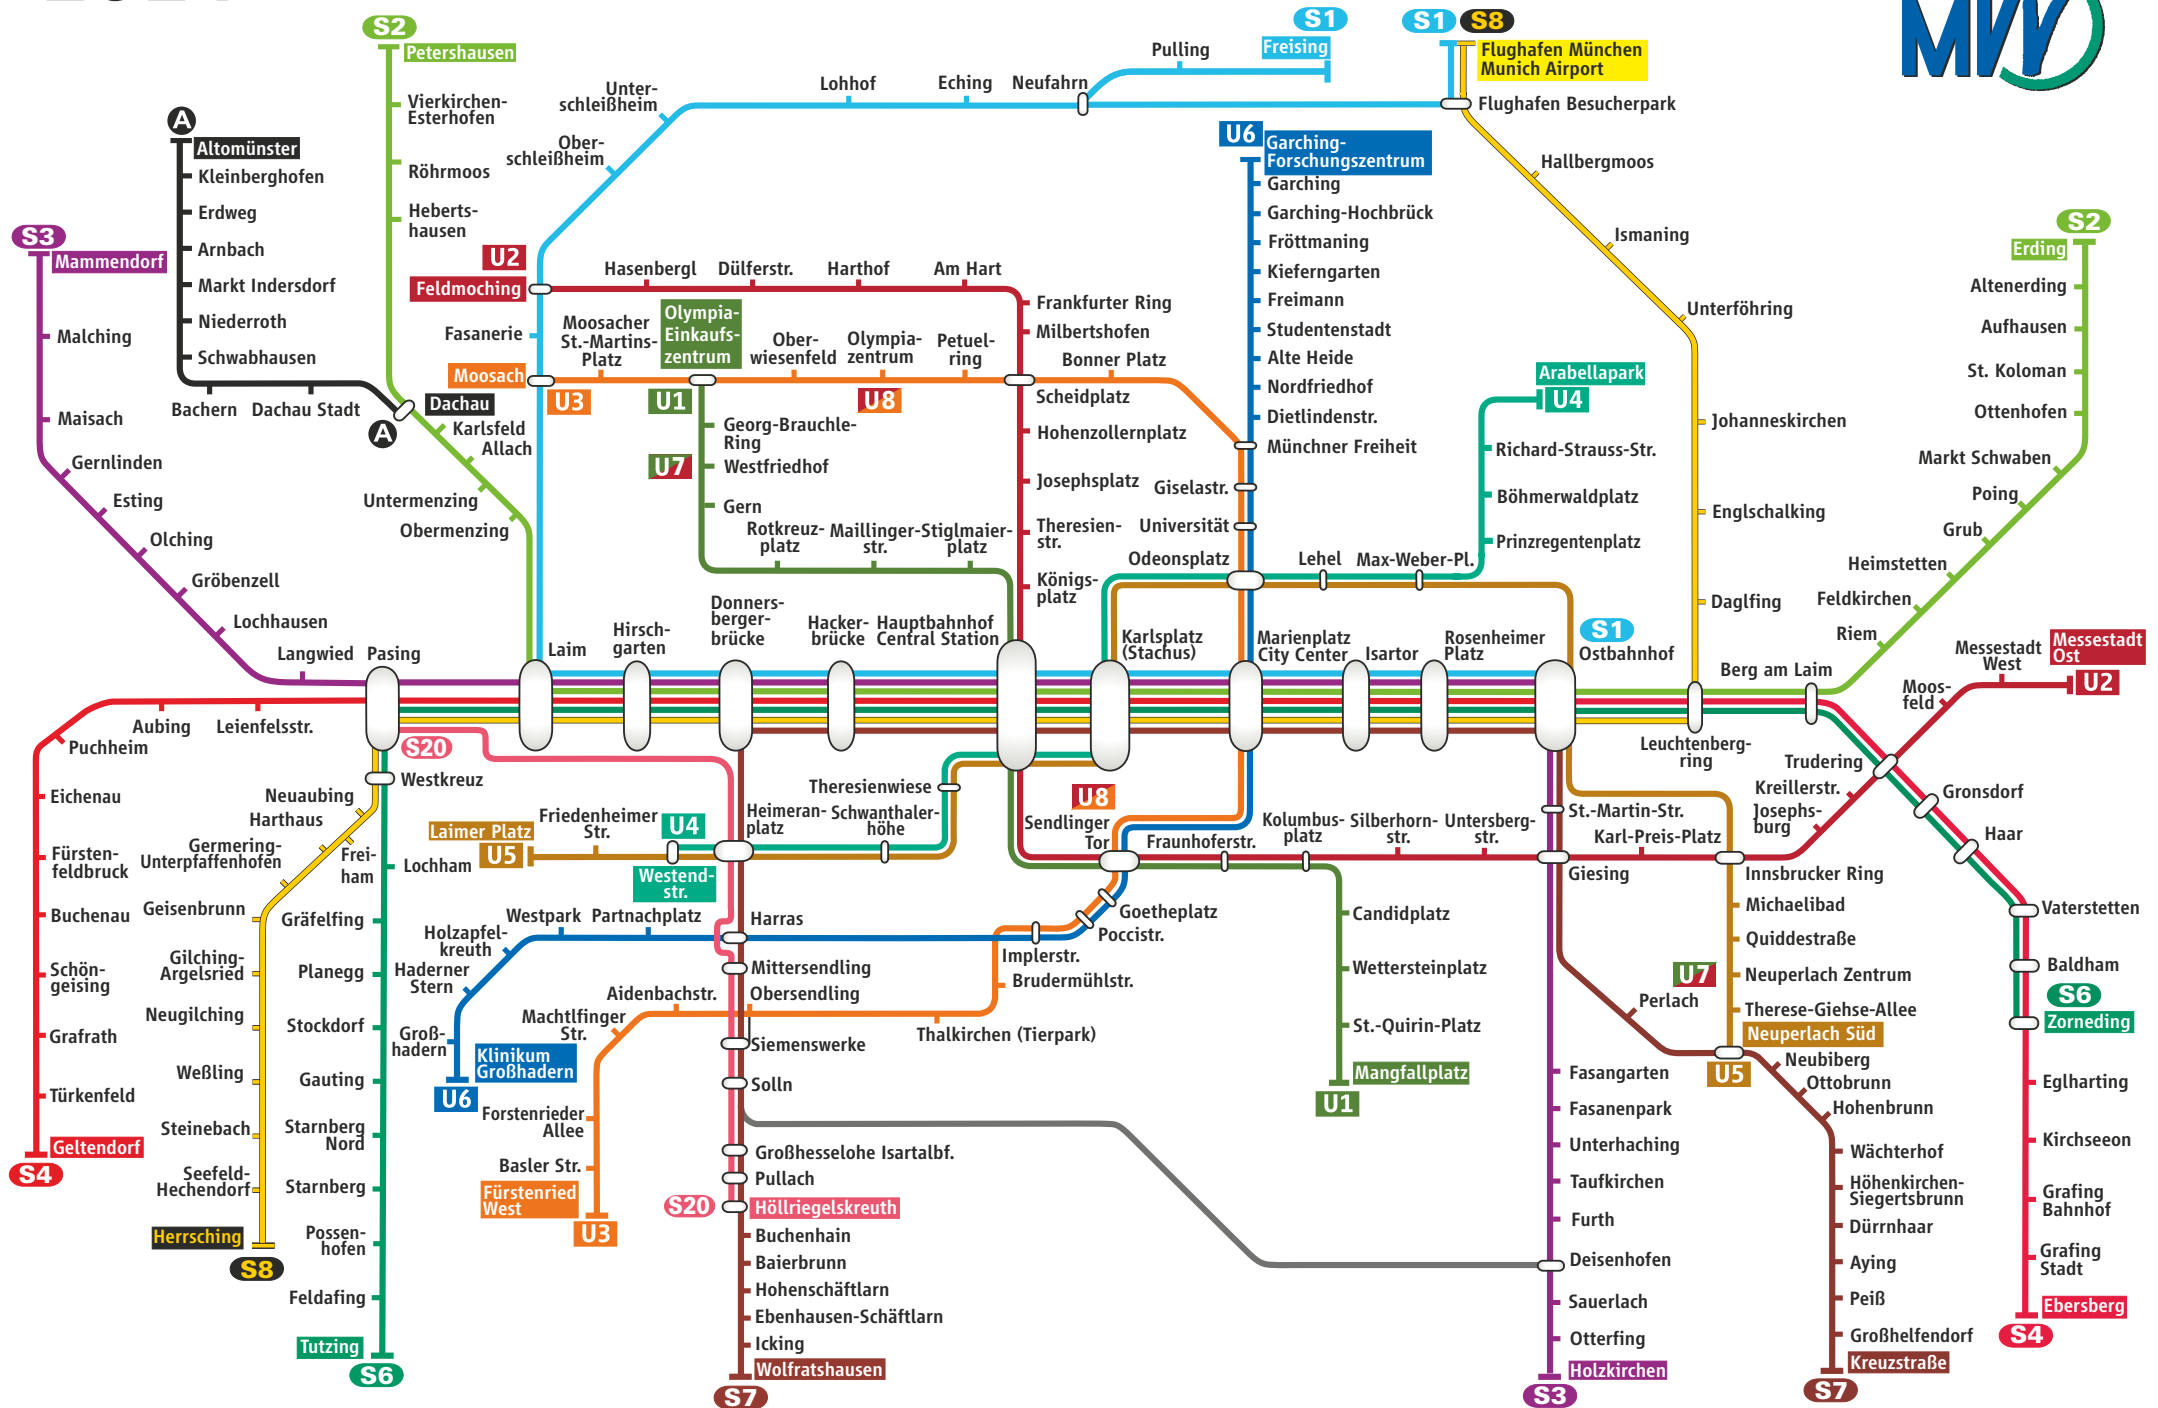 S2
Petershausen
Vierkirchen-
Esterhofen
Röhrmoos
Heberts-
hausen
A
Altomünster
Kleinberghofen
Erdweg
Arnbach
Markt Indersdorf
Niederroth
Schwabhausen
Bachern
Dachau Stadt
Dachau
A
Karlsfeld
Allach
Untermenzing
Obermenzing
S3
Mammendorf
Malching
Maisach
Gernlinden
Esting
Olching
Gröbenzell
Lochhausen
Langwied
Pasing
S1
Freising
Pulling
Neufahrn
Eching
Lohhof
Unter-
schleißheim
Ober-
schleißheim
S1
S8
Flughafen München
Munich Airport
Flughafen Besucherpark
Hallbergmoos
Ismaning
Unterföhring
Johanneskirchen
Englschalking
Daglfing
MVV
U2
Feldmoching
Hasenbergl
Dülferstr.
Harthof
Am Hart
Frankfurter Ring
Milbertshofen
Fasanerie
Moosach
U3
Moosacher
St.-Martins-
Platz
Olympia-
Einkaufs-
zentrum
U1
Ober-
wiesenfeld
Olympia-
zentrum
U8
Petuel-
ring
Bonner Platz
Scheidplatz
Hohenzollernplatz
Josephsplatz
Theresien-
str.
Königs-
platz
Georg-Brauchle-
Ring
U7
Westfriedhof
Gern
Rotkreuz-
platz
Maillinger-
str.
Stiglmaier-
platz
U6
Garching-
Forschungszentrum
Garching
Garching-Hochbrück
Fröttmaning
Kieferngarten
Freimann
Studentenstadt
Alte Heide
Nordfriedhof
Dietlindenstr.
Münchner Freiheit
Giselastr.
Universität
Odeonsplatz
Lehel
Max-Weber-Pl.
Arabellapark
U4
Richard-Strauss-Str.
Böhmerwaldplatz
Prinzregentenplatz
S2
Erding
Altenerding
Aufhausen
St. Koloman
Ottenhofen
Markt Schwaben
Poing
Grub
Heimstetten
Feldkirchen
Riem
Berg am Laim
Laim
Hirsch-
garten
Donners-
berger-
brücke
Hacker-
brücke
Hauptbahnhof
Central Station
Karlsplatz
(Stachus)
Marienplatz
City Center
Isartor
Rosenheimer
Platz
S1
Ostbahnhof
Leuchtenberg-
ring
Messestadt
Ost
U2
Messestadt
West
Moos-
feld
Trudering
Kreillerstr.
Josephs-
burg
Gronsdorf
Haar
Vaterstetten
Baldham
S6
Zorneding
Eglharting
Kirchseeon
Grafing
Bahnhof
Grafing
Stadt
Ebersberg
S4
Aubing
Leienfelsstr.
Puchheim
Eichenau
Fürsten-
feldbruck
Buchenau
Schön-
geising
Grafrath
Türkenfeld
Geltendorf
S4
S20
Westkreuz
Neuaubing
Harthaus
Germering-
Unterpfaffenhofen
Frei-
ham
Geisenbrunn
Gilching-
Argelsried
Neugilching
Weßling
Steinebach
Seefeld-
Hechendorf
Herrsching
S8
Lochham
Gräfelfing
Planegg
Stockdorf
Gauting
Starnberg
Nord
Starnberg
Possen-
hofen
Feldafing
Tutzing
S6
Laimer Platz
U5
Friedenheimer
Str.
U4
Westend-
str.
Heimeran-
platz
Schwanthaler-
höhe
Theresienwiese
U8
Sendlinger
Tor
Fraunhoferstr.
Kolumbus-
platz
Silberhorn-
str.
Untersberg-
str.
St.-Martin-Str.
Karl-Preis-Platz
Giesing
Innsbrucker Ring
Michaelibad
Quiddestraße
U7
Neuperlach Zentrum
Therese-Giehse-Allee
Neuperlach Süd
U5
Perlach
Neubiberg
Ottobrunn
Hohenbrunn
Wächterhof
Höhenkirchen-
Siegertsbrunn
Dürrnhaar
Aying
Peiß
Großhelfendorf
Kreuzstraße
S7
Goetheplatz
Poccistr.
Implerstr.
Brudermühlstr.
Thalkirchen (Tierpark)
Harras
Partnachplatz
Westpark
Holzapfel-
kreuth
Haderner
Stern
Groß-
hadern
Klinikum
Großhadern
U6
Mittersendling
Obersendling
Aidenbachstr.
Machtlfinger
Str.
Forstenrieder
Allee
Basler Str.
Fürstenried
West
U3
Siemenswerke
Solln
Großhesselohe Isartalbf.
Pullach
S20
Höllriegelskreuth
Buchenhain
Baierbrunn
Hohenschäftlarn
Ebenhausen-Schäftlarn
Icking
Wolfratshausen
S7
Candidplatz
Wettersteinplatz
St.-Quirin-Platz
Mangfallplatz
U1
Fasangarten
Fasanenpark
Unterhaching
Taufkirchen
Furth
Deisenhofen
Sauerlach
Otterfing
Holzkirchen
S3